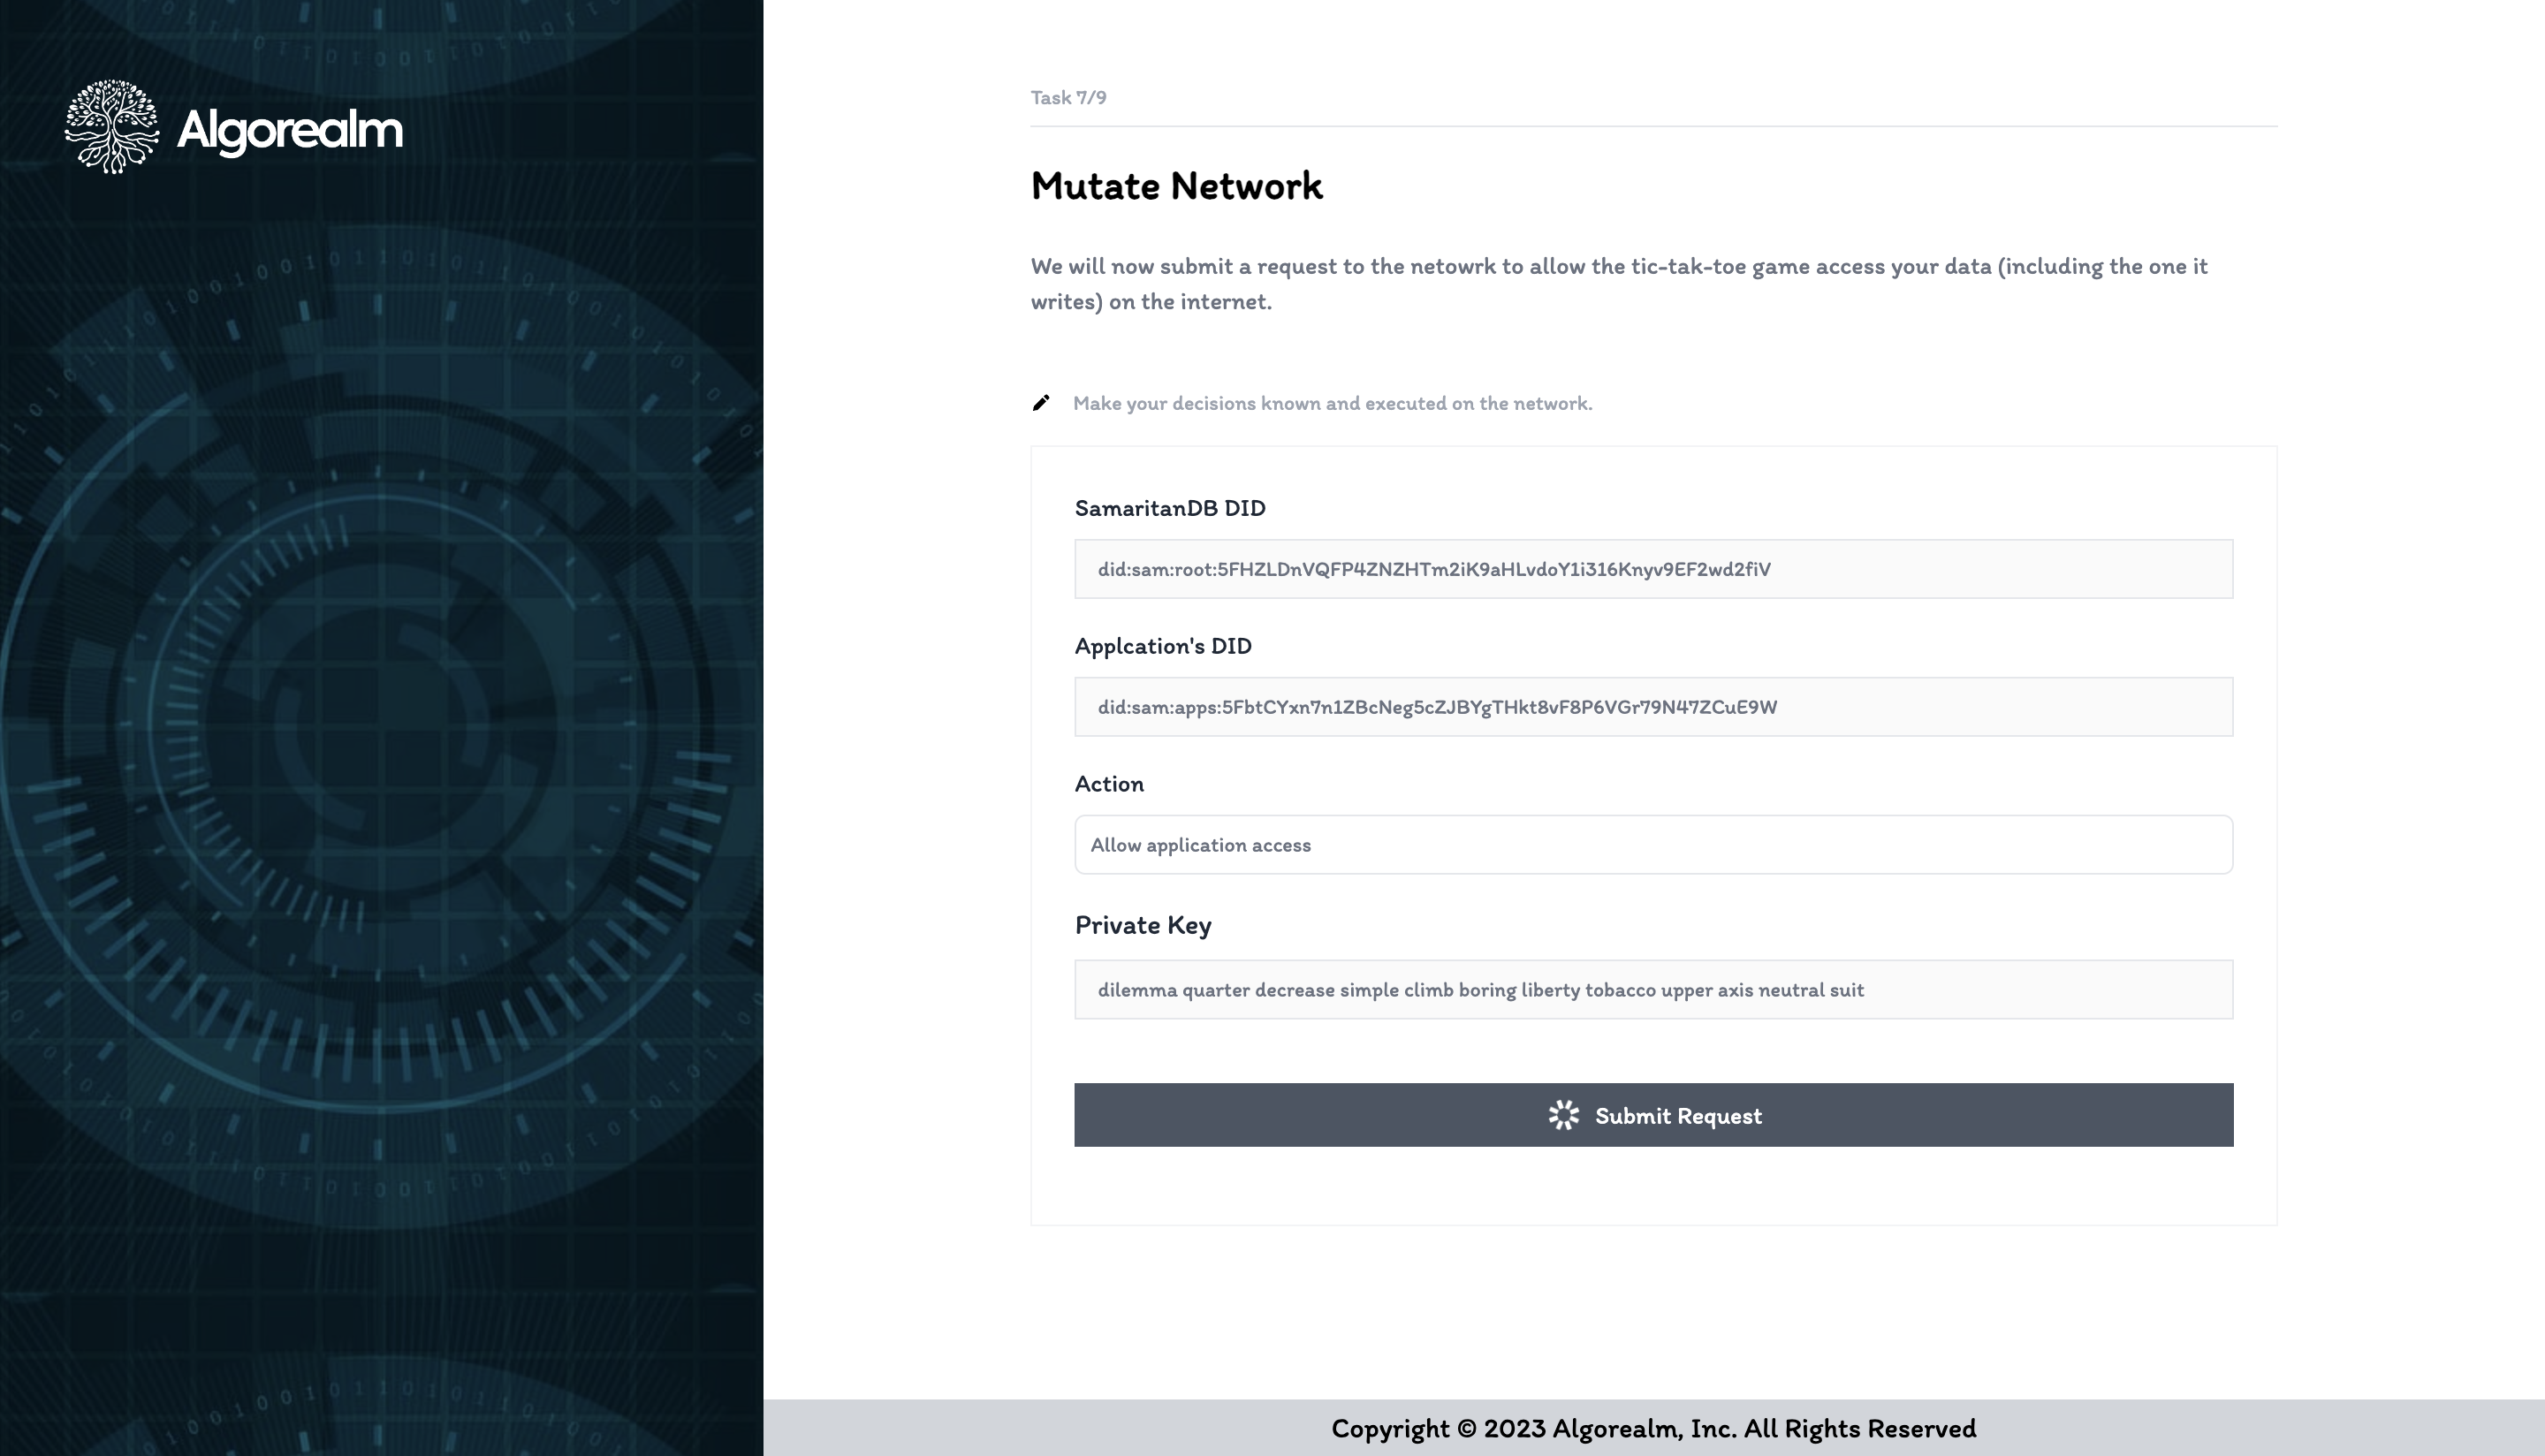 Algorealm
Task 7/9
Mutate Network
We will now submit a request to the netowrk to allow the tic-tak-toe game access your data (including the one it
writes) on the internet.
Make your decisions known and executed on the network.
SamaritanDB DID
did:sam:root:5FHZLDnVQFP4ZNZHTm2iK9aHLvdoY1i316Knyv9EF2wd2fiV
Applcation's DID
did:sam:apps:5FbtCYxn7n1ZBcNeg5cZJBYgTHkt8vF8P6VGr79N47ZCuE9W
Action
Allow application access
Private Key
dilemma quarter decrease simple climb boring liberty tobacco upper axis neutral suit
Submit Request
Copyright © 2023 Algorealm, Inc. All Rights Reserved